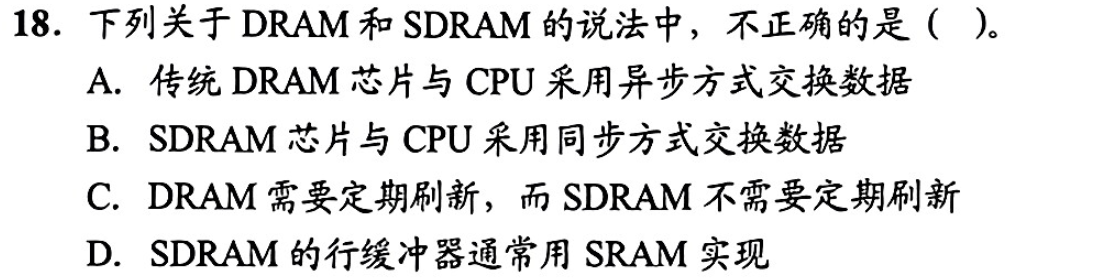 18. 下列关于 DRAM 和 SDRAM 的说法中，不正确的是（ ）。
A. 传统 DRAM 芯片与 CPU 采用异步方式交换数据
B. SDRAM 芯片与 CPU 采用同步方式交换数据
C. DRAM 需要定期刷新，而 SDRAM 不需要定期刷新
D. SDRAM 的行缓冲器通常用 SRAM 实现